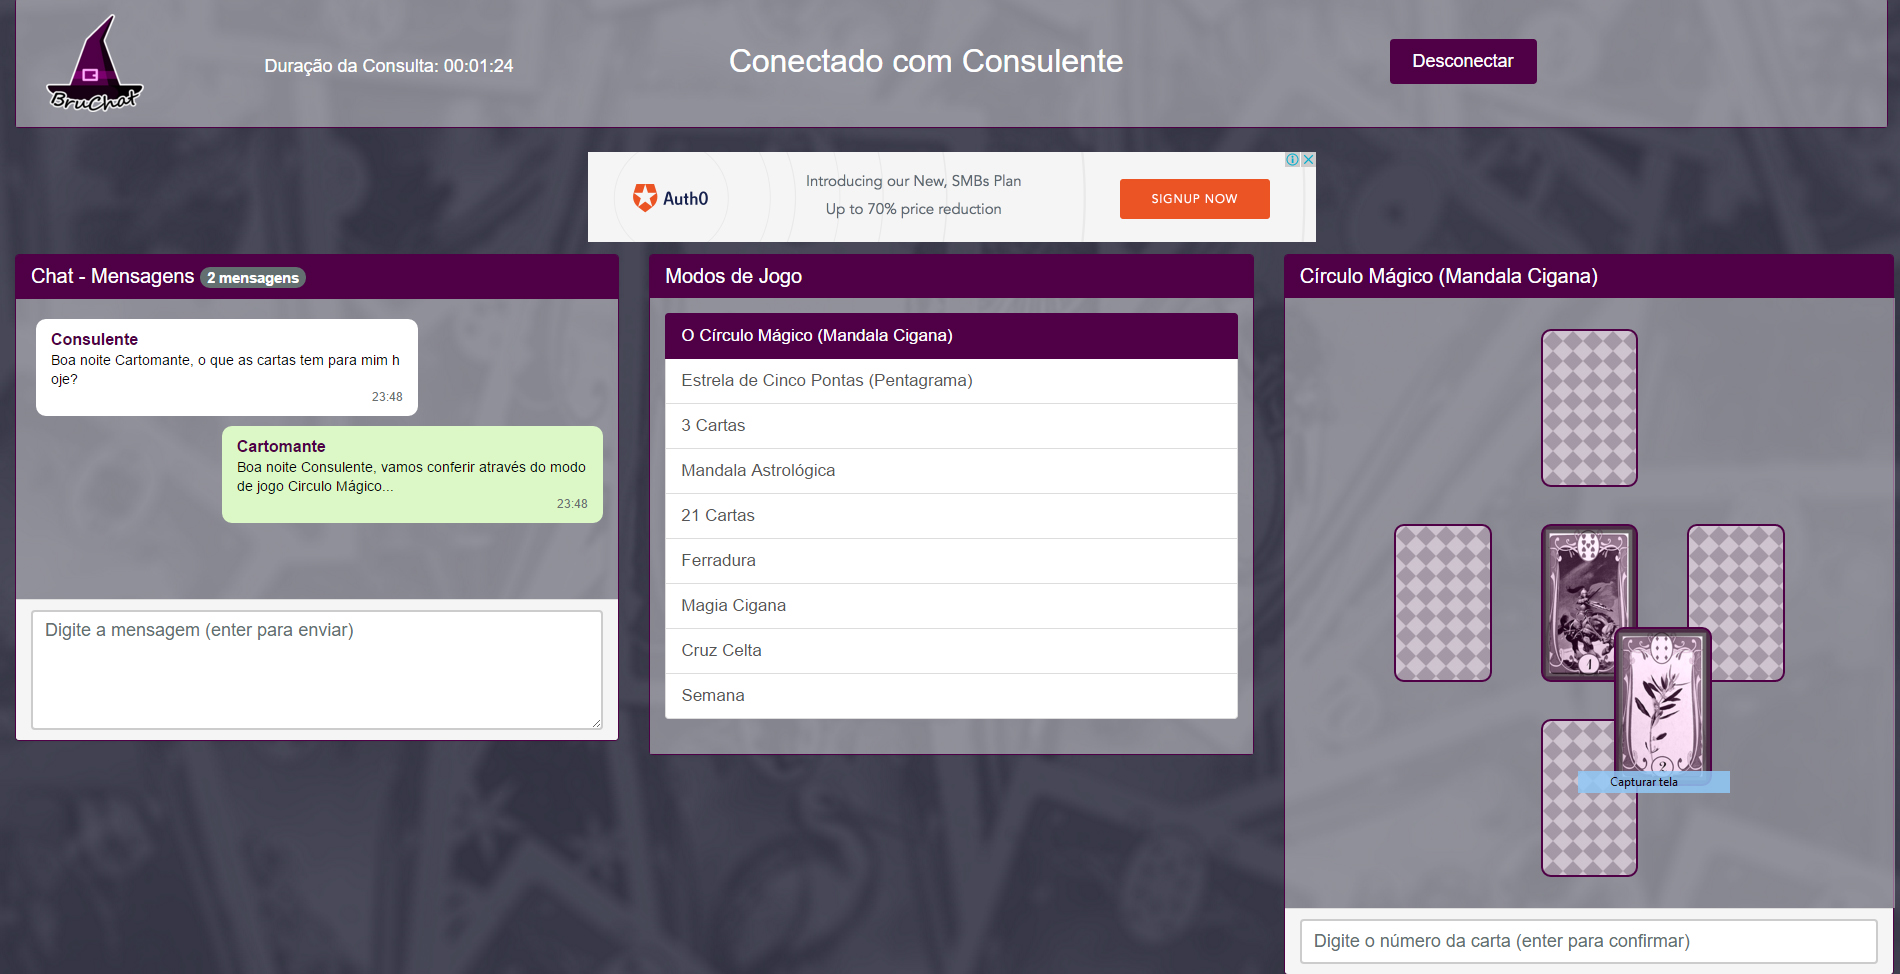 BruChat
Duração da Consulta: 00:01:24
Conectado com Consulente
Desconectar
Auth0
Introducing our New, SMBs Plan
Up to 70% price reduction
SIGNUP NOW
Chat - Mensagens 2 mensagens
Consulente
Boa noite Cartomante, o que as cartas tem para mim h
oje?
23:48
Cartomante
Boa noite Consulente, vamos conferir através do modo
de jogo Circulo Mágico...
23:48
Digite a mensagem (enter para enviar)
Modos de Jogo
O Círculo Mágico (Mandala Cigana)
Estrela de Cinco Pontas (Pentagrama)
3 Cartas
Mandala Astrológica
21 Cartas
Ferradura
Magia Cigana
Cruz Celta
Semana
Círculo Mágico (Mandala Cigana)
1
2
Capturar tela
Digite o número da carta (enter para confirmar)